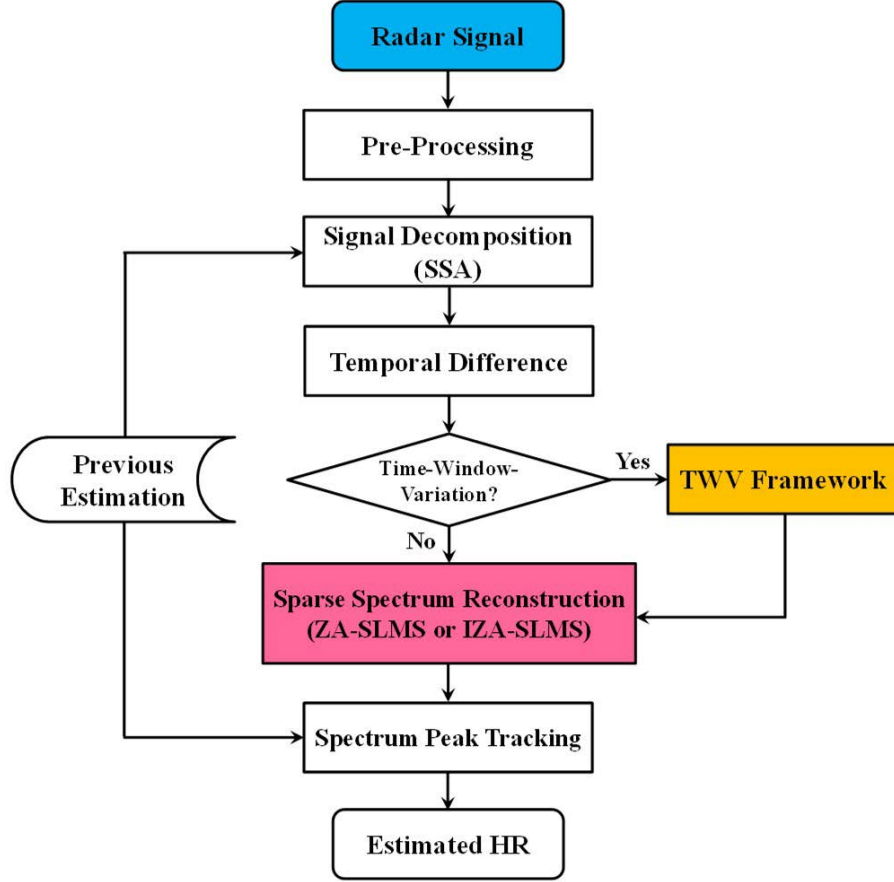 Radar Signal
Pre-Processing
Signal Decomposition
(SSA)
Temporal Difference
Previous
Estimation
Time-Window-
Variation?
Yes
TWV Framework
No
Sparse Spectrum Reconstruction
(ZA-SLMS or IZA-SLMS)
Spectrum Peak Tracking
Estimated HR